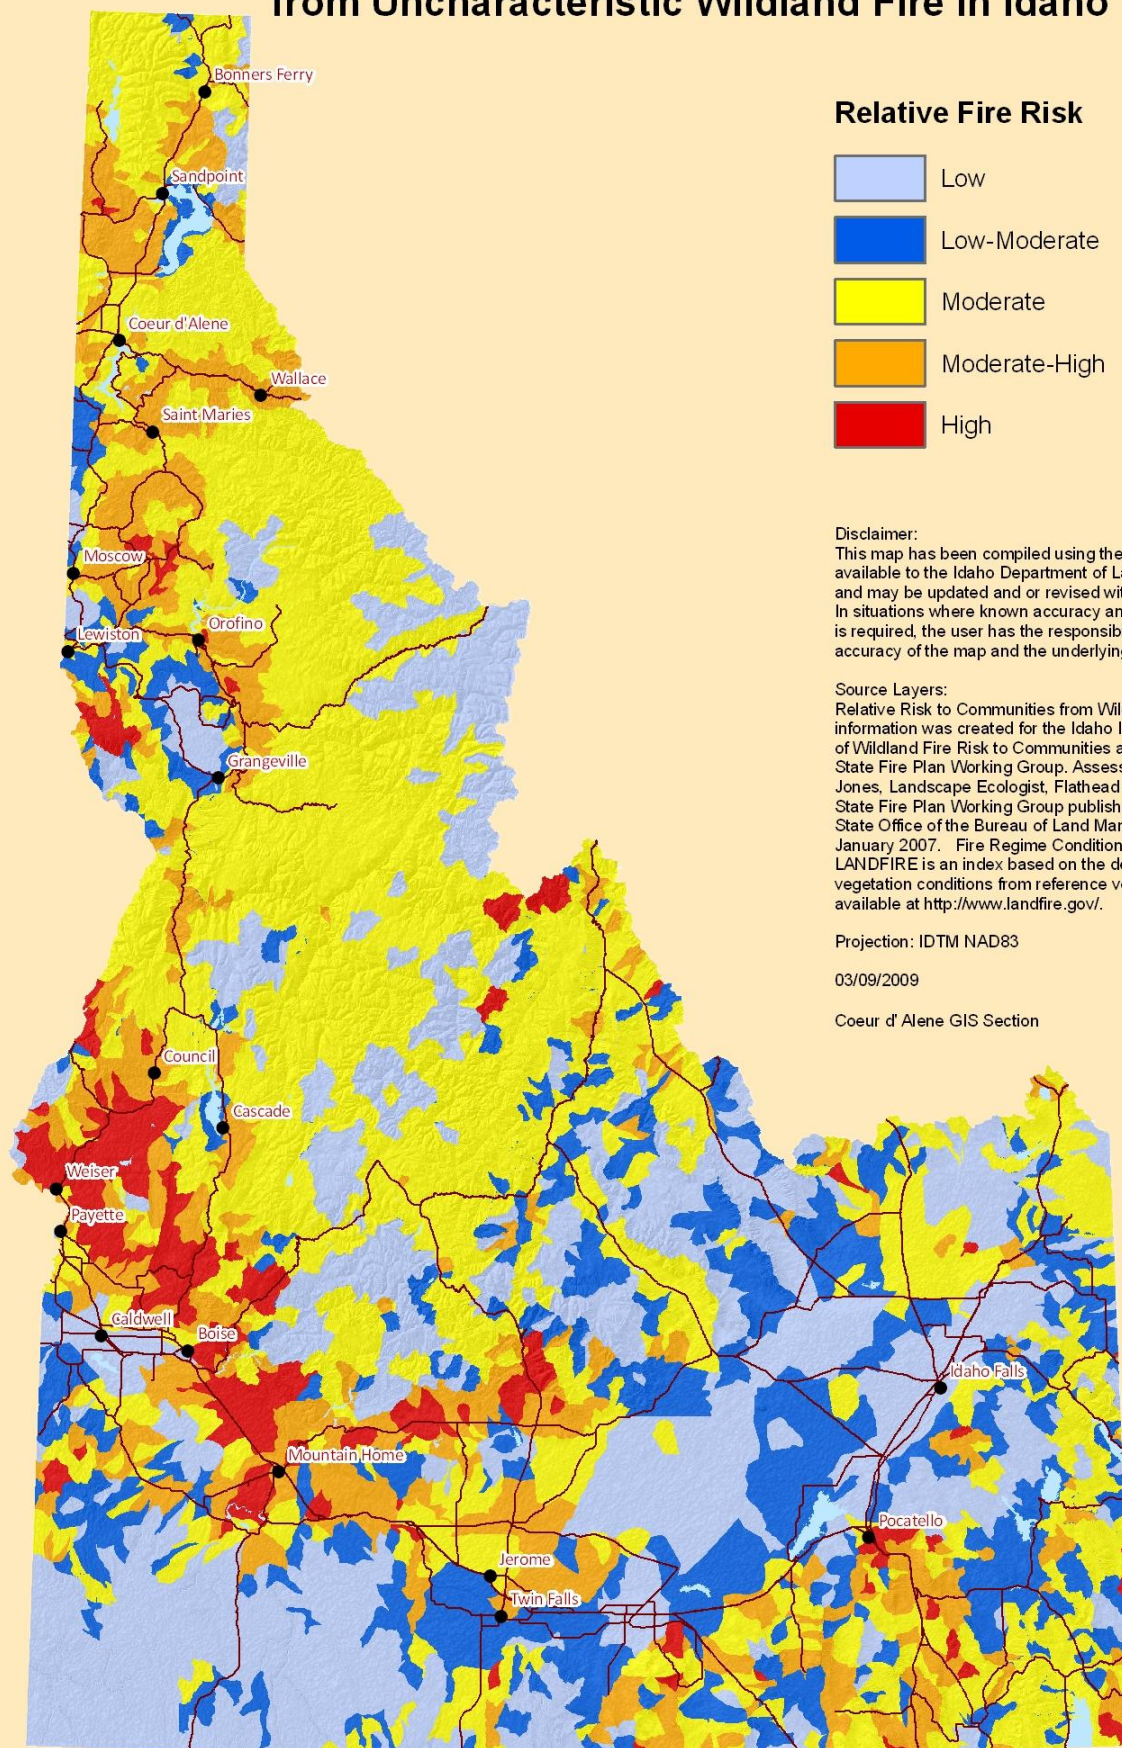 from Uncharacteristic Wildland Fire in Idaho
Bonners Ferry
Relative Fire Risk
Low
Sandpoint
Low-Moderate
Moderate
Coeur d'Alene
Moderate-High
Wallace
Saint Maries
High
Disclaimer:
This map has been compiled using the
available to the Idaho Department of
and may be updated and or revised
In situations where known accuracy
is required, the user has the
accuracy of the map and the
Moscow
Orofino
Lewiston
Source Layers:
Relative Risk to Communities from
information was created for the Idaho
of Wildland Fire Risk to Communities
State Fire Plan Working Group.
Jones, Landscape Ecologist, Flathead
State Fire Plan Working Group
State Office of the Bureau of Land
January 2007. Fire Regime
LANDFIRE is an index based on the
vegetation conditions from reference
available at http://www.landfire.gov/.
Grangeville
Projection: IDTM NAD83
03/09/2009
Coeur d' Alene GIS Section
Council
Cascade
Weiser
Payette
Caldwell
Boise
Idaho Falls
Mountain Home
Pocatello
Jerome
Twin Falls